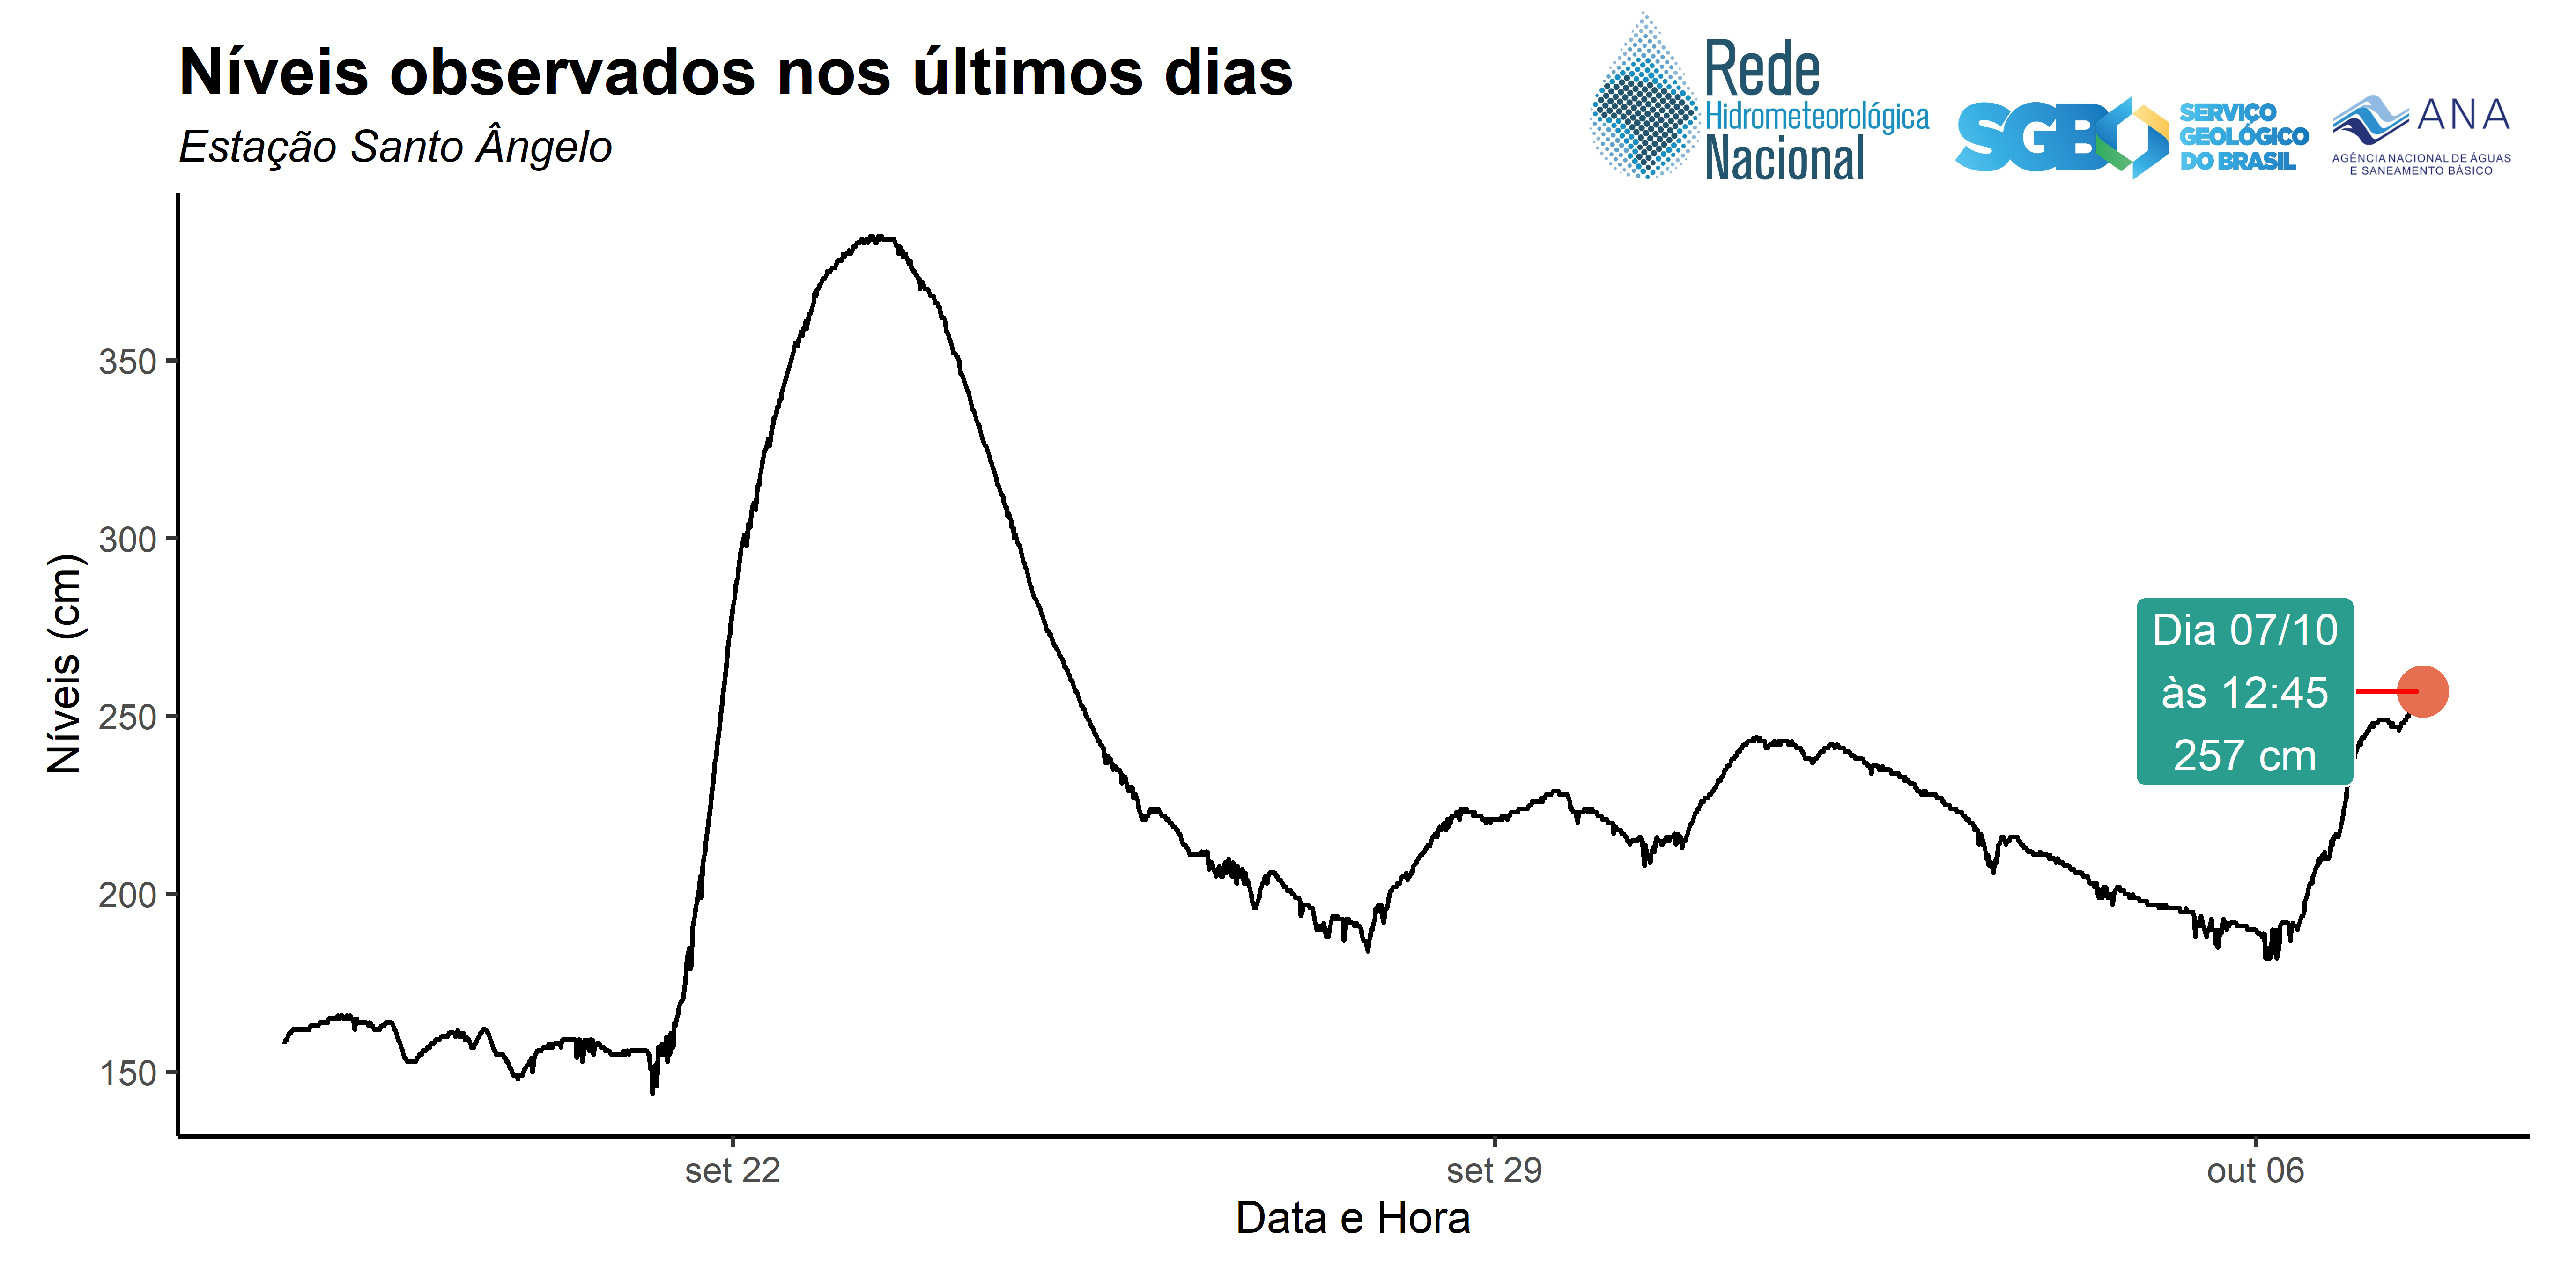 Níveis observados nos últimos dias
Estação Santo Ângelo
Rede
Hidrometeorológica
Nacional
SGB
SERVIÇO
GEOLÓGICO
DO BRASIL
ANA
AGÊNCIA NACIONAL DE ÁGUAS
E SANEAMENTO BÁSICO
Níveis (cm)
350
300
250
200
150
Dia 07/10
às 12:45
257 cm
set 22
set 29
out 06
Data e Hora